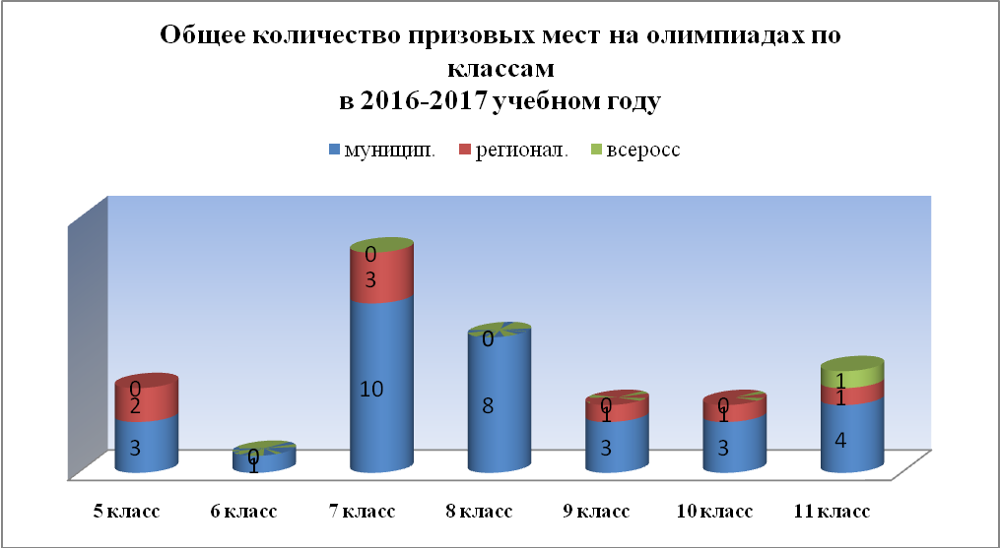 Общее количество призовых мест на олимпиадах по
классам
в 2016-2017 учебном году
муницип. регионал. всеросс
0 2 3
0 1
0 3 10
0 8
0 1 3
0 1 3
1 1 4
5 класс 6 класс 7 класс 8 класс 9 класс 10 класс 11 класс